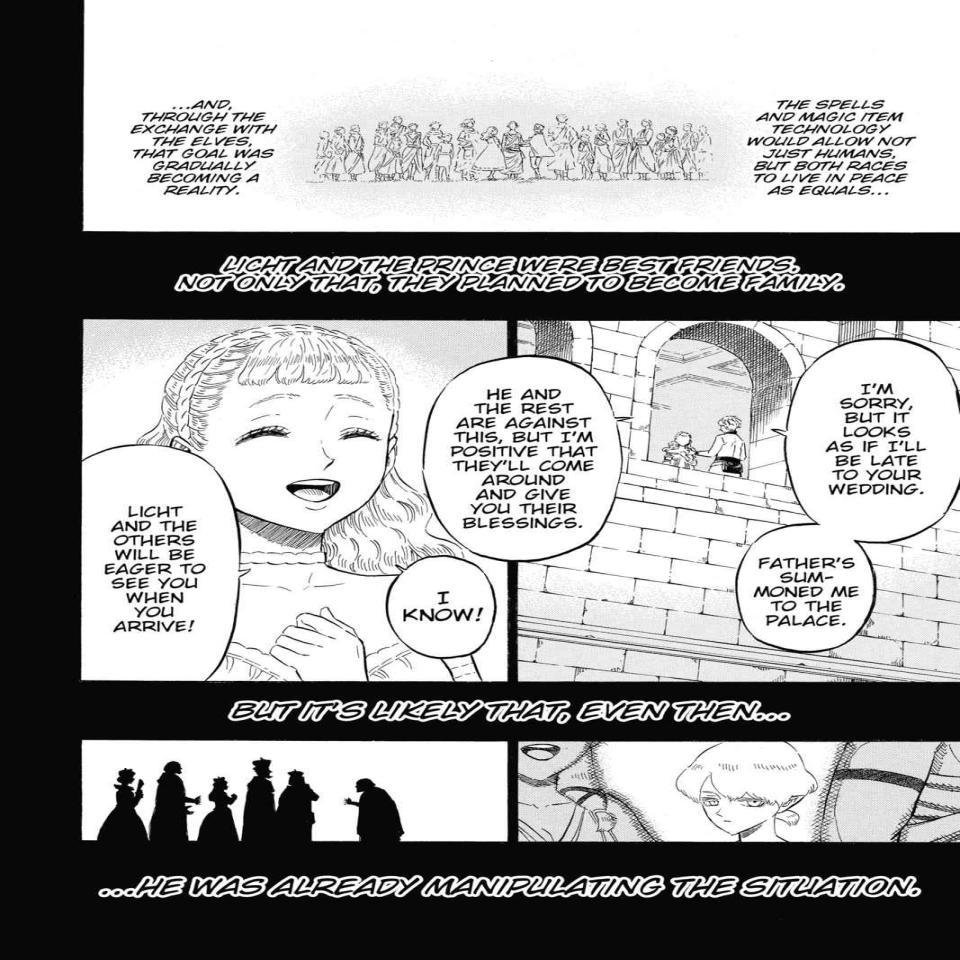 THE SPELLS
AND MAGIC ITEM
TECHNOLOGY
WOULD ALLOW NOT
JUST HUMANS,
BUT BOTH RACES
TO LIVE IN PEACE
AS EQUALS...
...AND,
THROUGH THE
EXCHANGE WITH
THE ELVES,
THAT GOAL WAS
GRADUALLY
BECOMING A
REALITY.
LICHT AND THE PRINCE WERE BEST FRIENDS.
NOT ONLY THAT, THEY PLANNED TO BECOME FAMILY.
I'M
SORRY,
BUT IT
LOOKS
AS IF I'LL
BE LATE
TO YOUR
WEDDING.
FATHER'S
SUM-
MONED ME
TO THE
PALACE.
HE AND
THE REST
ARE AGAINST
THIS, BUT I'M
POSITIVE THAT
THEY'LL COME
AROUND
AND GIVE
YOU THEIR
BLESSINGS.
I
KNOW!
LICHT
AND THE
OTHERS
WILL BE
EAGER TO
SEE YOU
WHEN
YOU
ARRIVE!
BUT IT'S LIKELY THAT, EVEN THEN...
...HE WAS ALREADY MANIPULATING THE SITUATION.